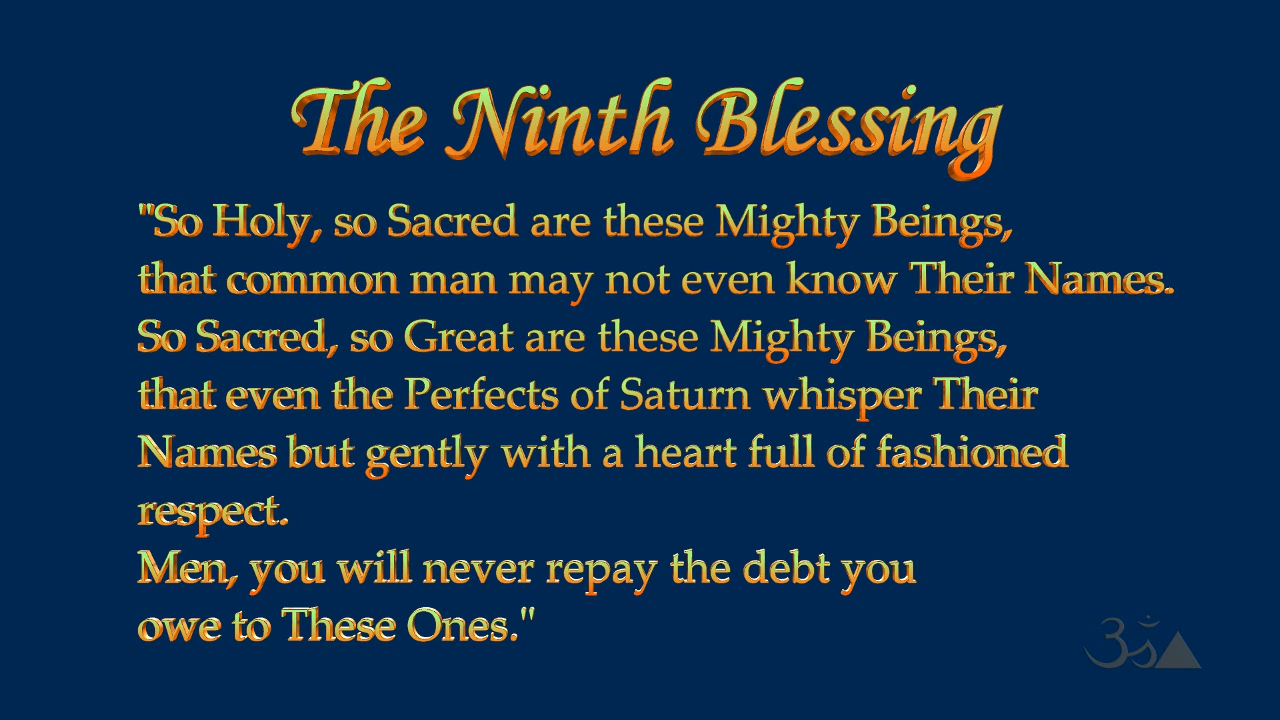 The Ninth Blessing
"So Holy, so Sacred are these Mighty Beings,
that common man may not even know Their Names.
So Sacred, so Great are these Mighty Beings,
that even the Perfects of Saturn whisper Their
Names but gently with a heart full of fashioned
respect.
Men, you will never repay the debt you
owe to These Ones."